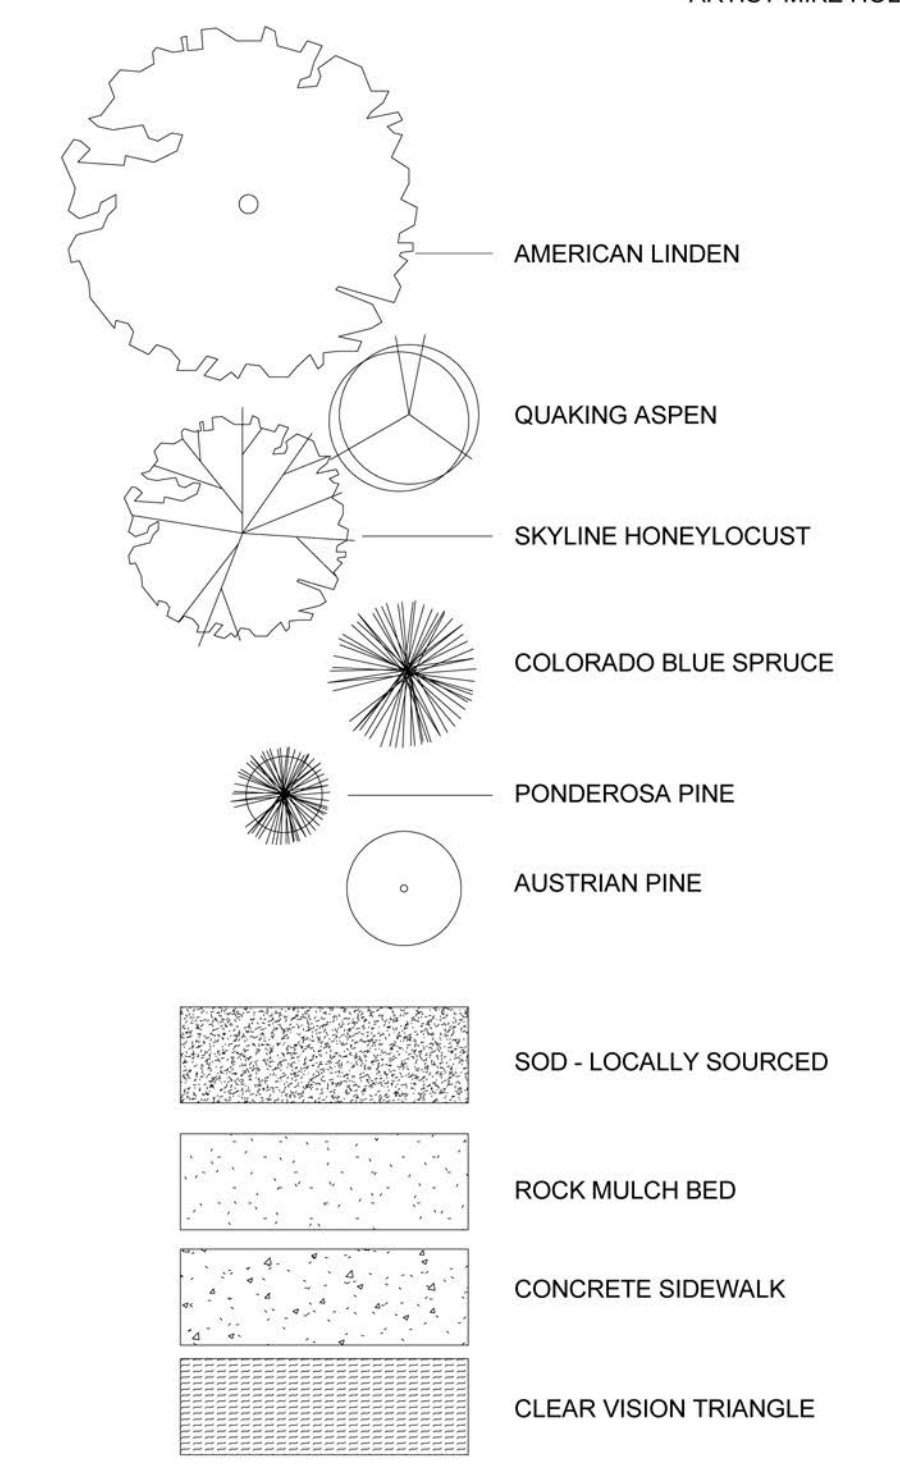 AMERICAN LINDEN
QUAKING ASPEN
SKYLINE HONEYLOCUST
COLORADO BLUE SPRUCE
PONDEROSA PINE
AUSTRIAN PINE
SOD - LOCALLY SOURCED
ROCK MULCH BED
CONCRETE SIDEWALK
CLEAR VISION TRIANGLE